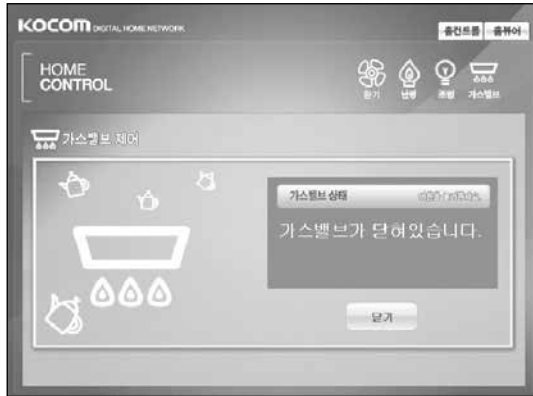 KOCOM DIGITAL HOME NETWORK
홈컨트롤 홈뷰어
HOME
CONTROL
환기 난방 조명 가스밸브
가스밸브 제어
가스밸브 상태
가스밸브가 닫혀있습니다.
닫기